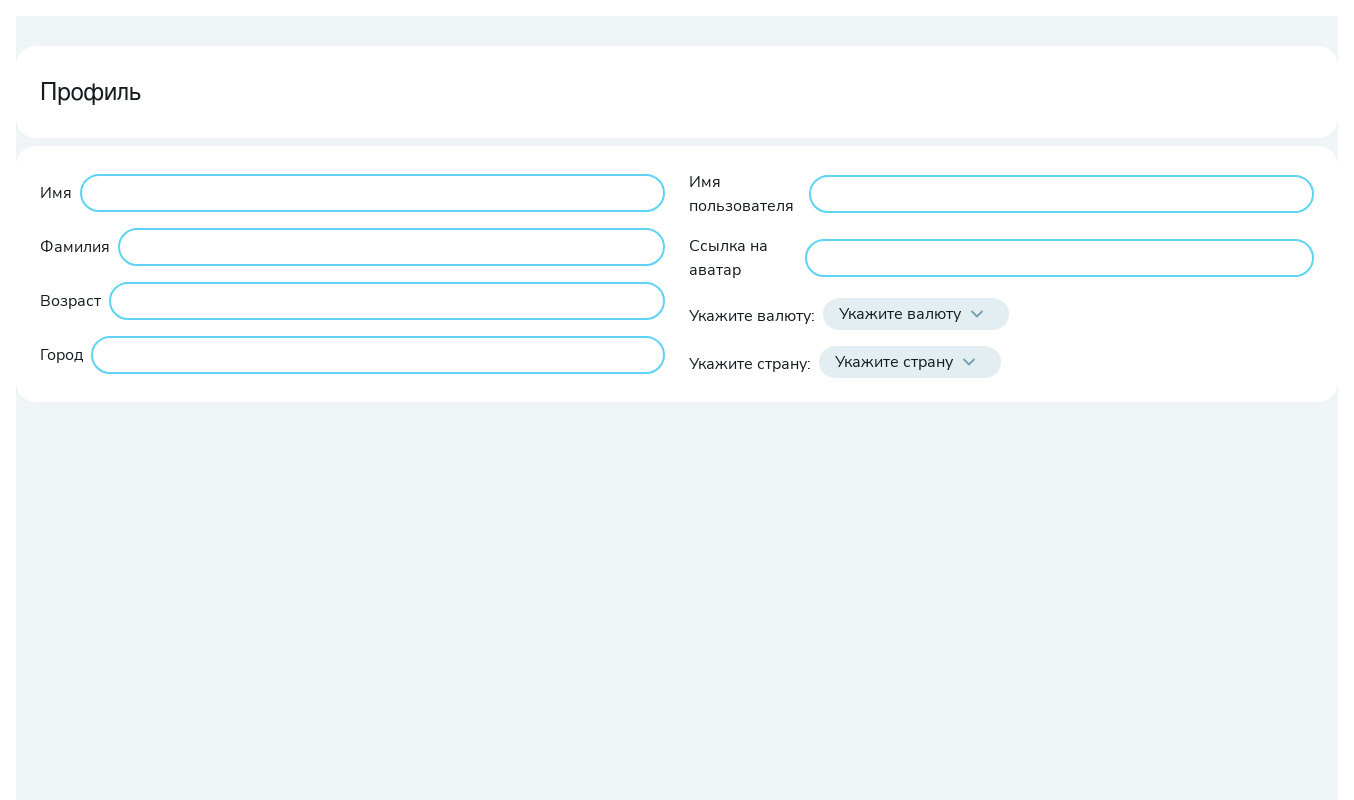 Профиль
Имя
Фамилия
Возраст
Город
Имя
пользователя
Ссылка на
аватар
Укажите валюту: Укажите валюту
Укажите страну: Укажите страну